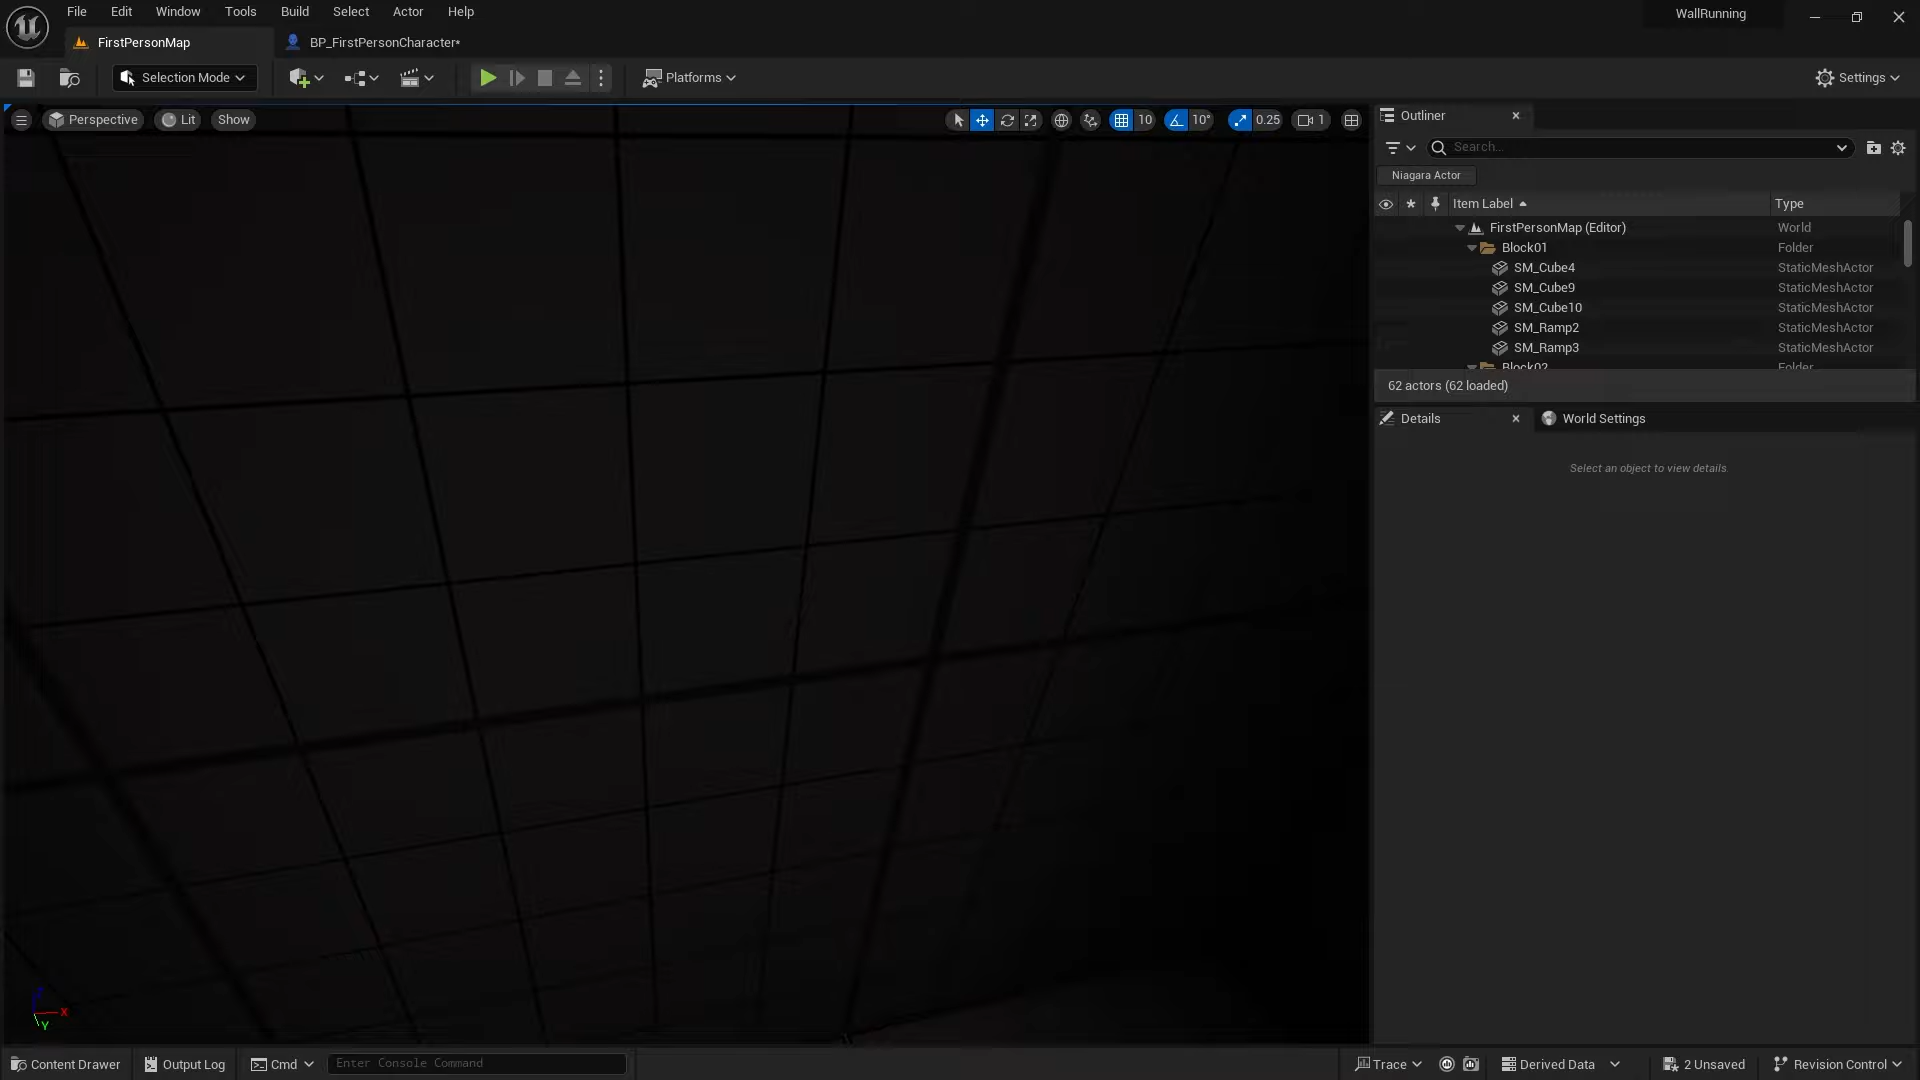 File Edit Window Tools Build Select Actor Help
WallRunning
FirstPersonMap
BP_FirstPersonCharacter*
Selection Mode
Platforms
Settings
Perspective
Lit
Show
10
10°
0.25
1
Outliner
Search...
Niagara Actor
Item Label
Type
FirstPersonMap (Editor) World
Block01 Folder
SM_Cube4 StaticMeshActor
SM_Cube9 StaticMeshActor
SM_Cube10 StaticMeshActor
SM_Ramp2 StaticMeshActor
SM_Ramp3 StaticMeshActor
Block02 Folder
62 actors (62 loaded)
Details
World Settings
Select an object to view details.
X
Y
Content Drawer
Output Log
Cmd
Enter Console Command
Trace
Derived Data
2 Unsaved
Revision Control